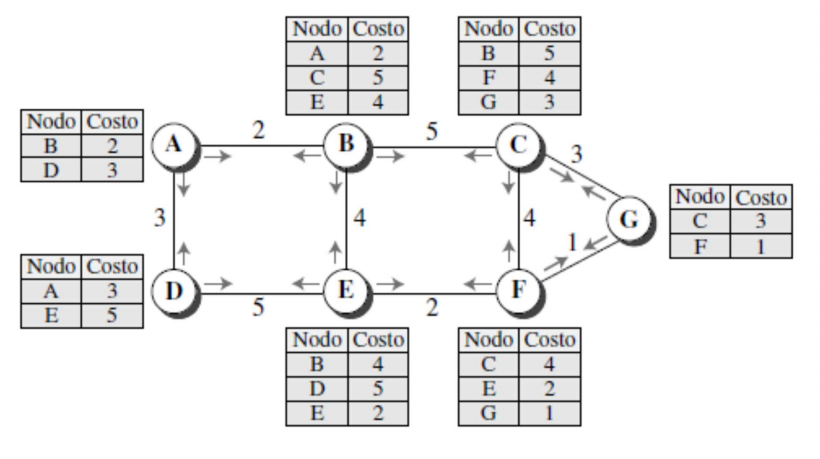 Nodo Costo
A 2
C 5
E 4
Nodo Costo
B 5
F 4
G 3
Nodo Costo
B 2
D 3
A
2
B
5
C
3
G
Nodo Costo
C 3
F 1
3
4
4
1
Nodo Costo
A 3
E 5
D
5
E
2
F
Nodo Costo
B 4
D 5
E 2
Nodo Costo
C 4
E 2
G 1